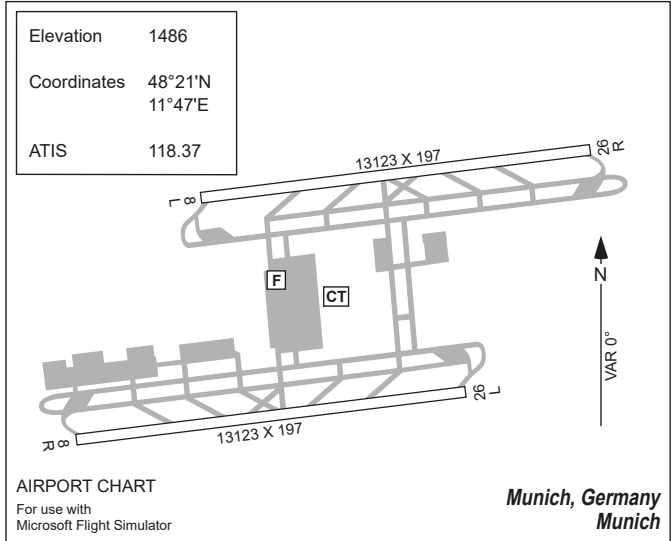 Elevation 1486
Coordinates 48°21'N
11°47'E
ATIS 118.37
13123 X 197
26
R
8
L
F
CT
N
VAR 0°
26
L
13123 X 197
8
R
AIRPORT CHART
For use with
Microsoft Flight Simulator
Munich, Germany
Munich